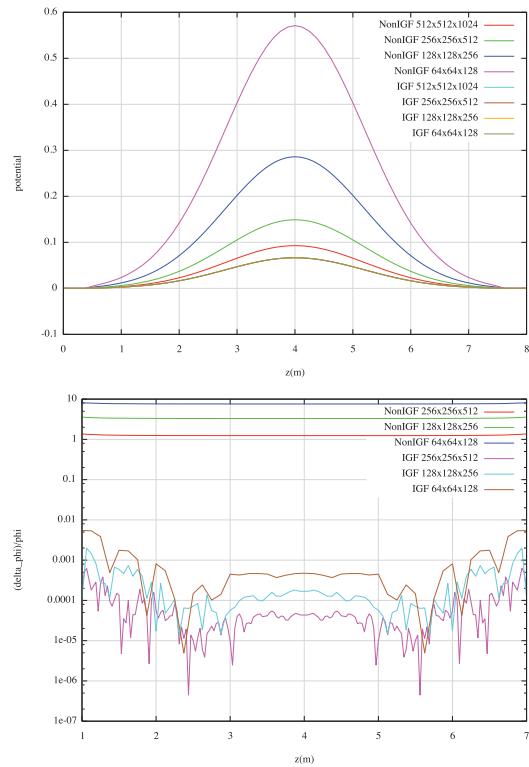 0.6
0.5
0.4
0.3
0.2
0.1
0
-0.1
potential
NonIGF 512x512x1024
NonIGF 256x256x512
NonIGF 128x128x256
NonIGF 64x64x128
IGF 512x512x1024
IGF 256x256x512
IGF 128x128x256
IGF 64x64x128
0 1 2 3 4 5 6 7 8
z(m)
10
1
0.1
0.01
0.001
0.0001
1e-05
1e-06
1e-07
(delta_phi)/phi
NonIGF 256x256x512
NonIGF 128x128x256
NonIGF 64x64x128
IGF 256x256x512
IGF 128x128x256
IGF 64x64x128
1 2 3 4 5 6 7
z(m)